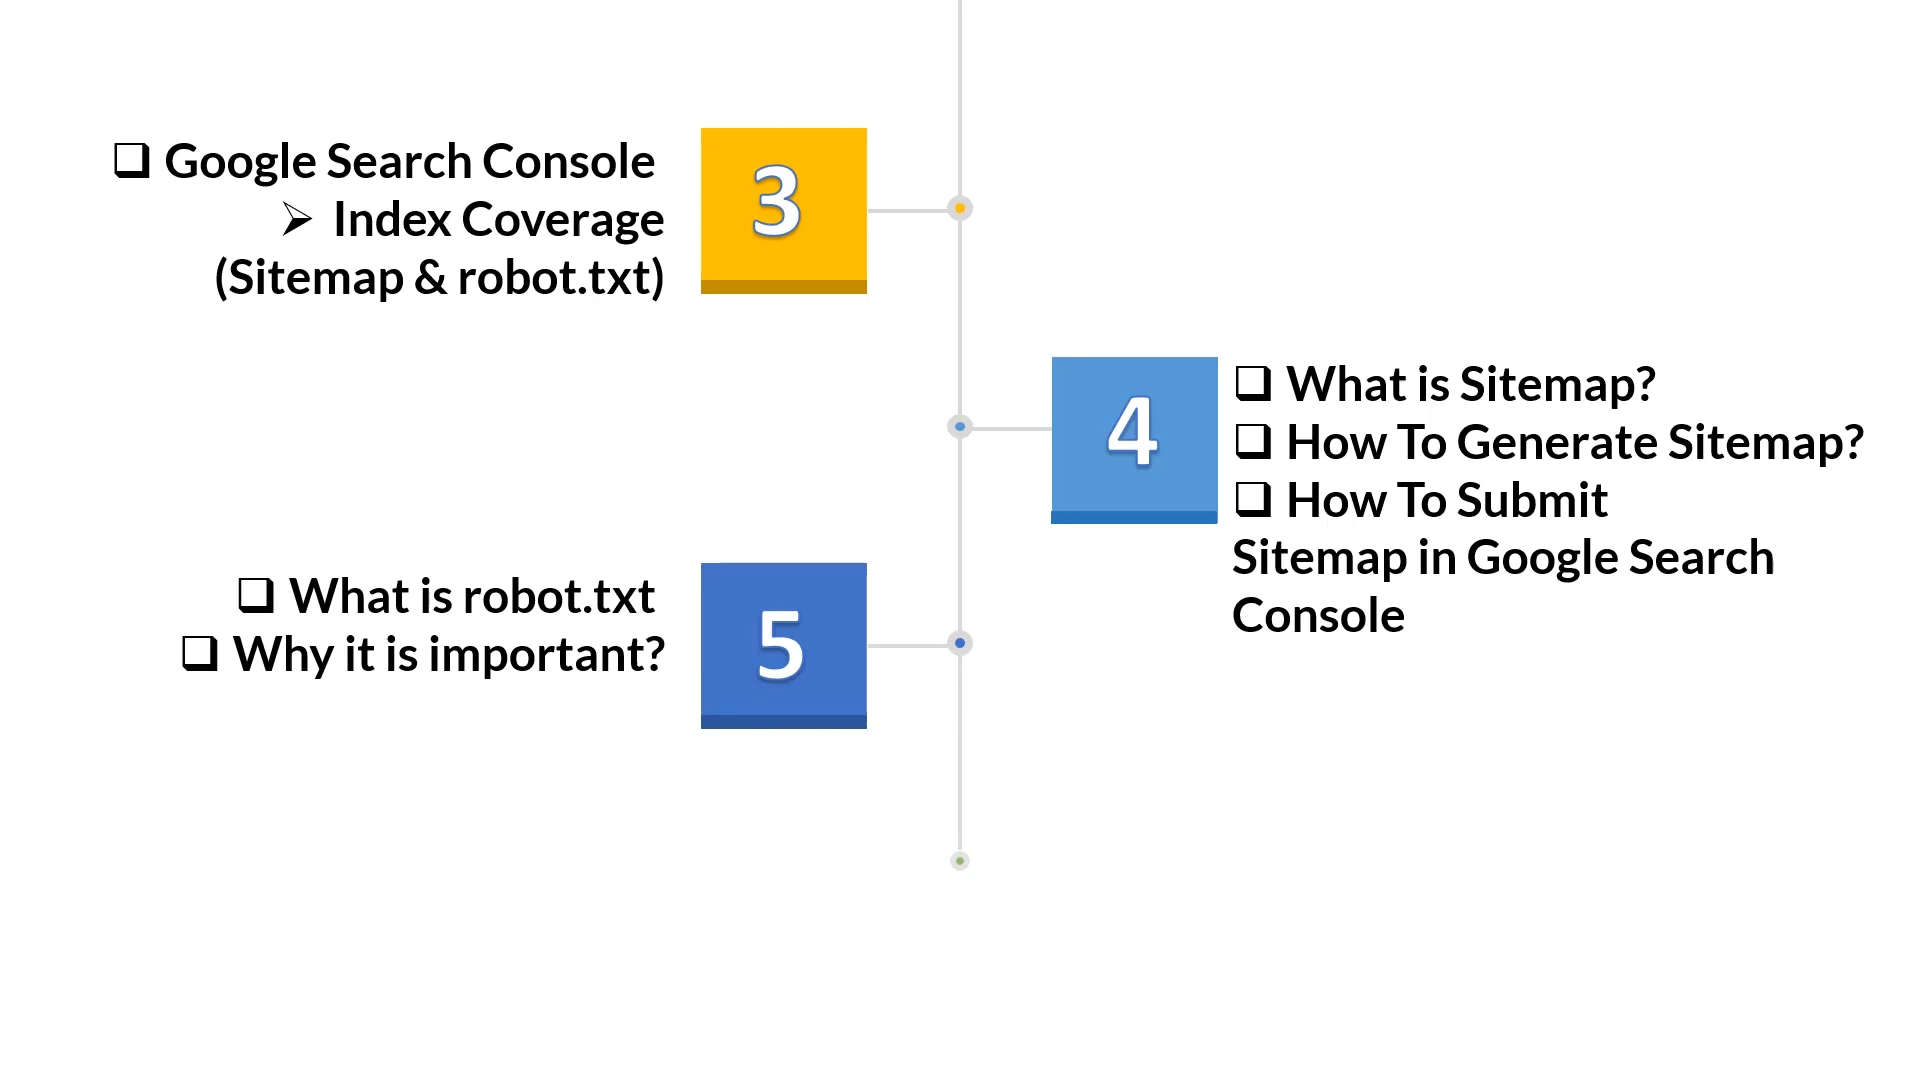 ❑ Google Search Console
➢ Index Coverage
(Sitemap & robot.txt)
3
4
❑ What is Sitemap?
❑ How To Generate Sitemap?
❑ How To Submit
Sitemap in Google Search
Console
❑ What is robot.txt
❑ Why it is important?
5